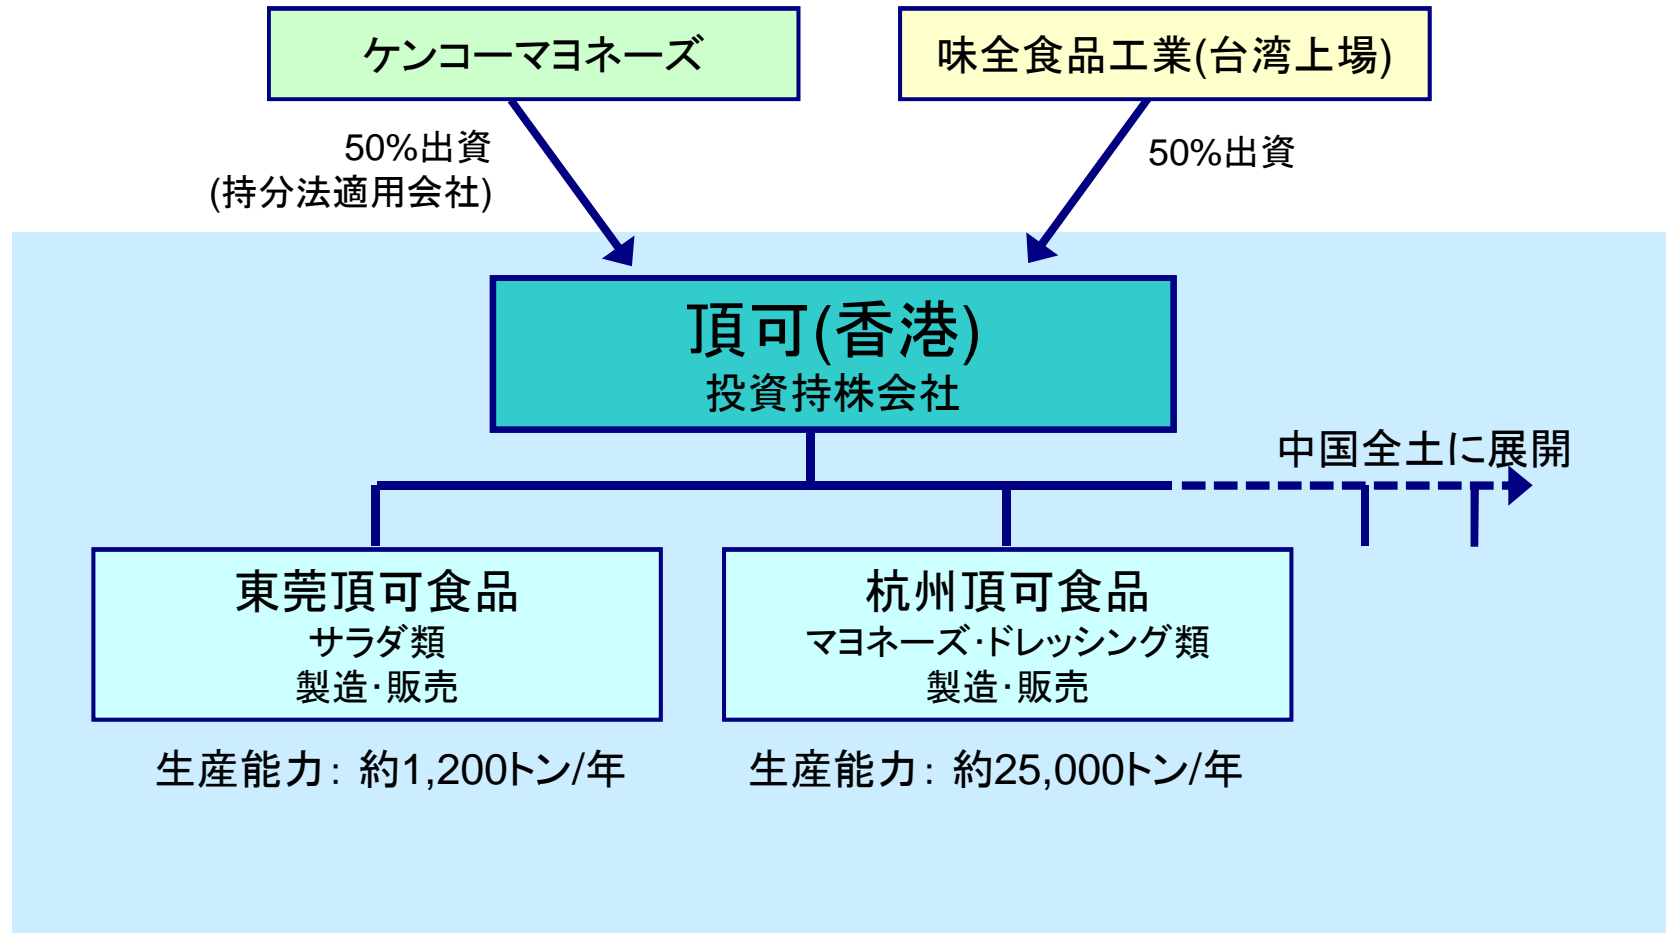 ケンコーマヨネーズ
味全食品工業(台湾上場)
50%出資
(持分法適用会社)
50%出資
頂可(香港)
投資持株会社
中国全土に展開
東莞頂可食品
サラダ類
製造・販売
杭州頂可食品
マヨネーズ・ドレッシング類
製造・販売
生産能力： 約1,200トン/年
生産能力： 約25,000トン/年